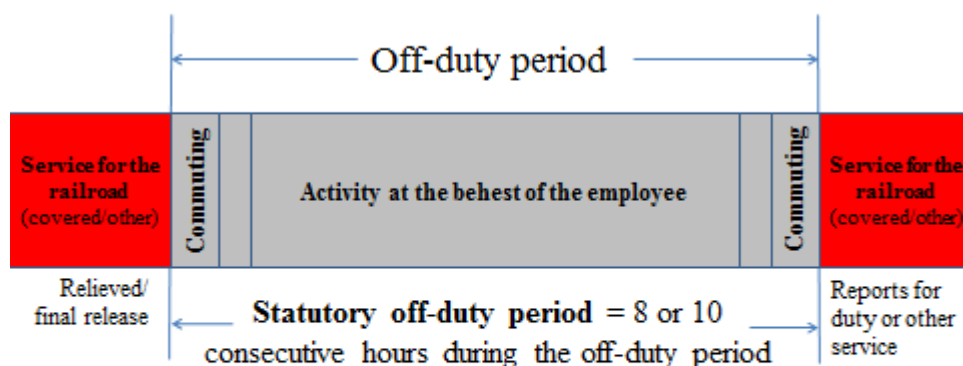 Off-duty period
Service for the
railroad
(covered/other)
Commuting
Activity at the behest of the employee
Commuting
Service for the
railroad
(covered/other)
Relieved/
final release
Statutory off-duty period = 8 or 10
consecutive hours during the off-duty period
Reports for
duty or other
service